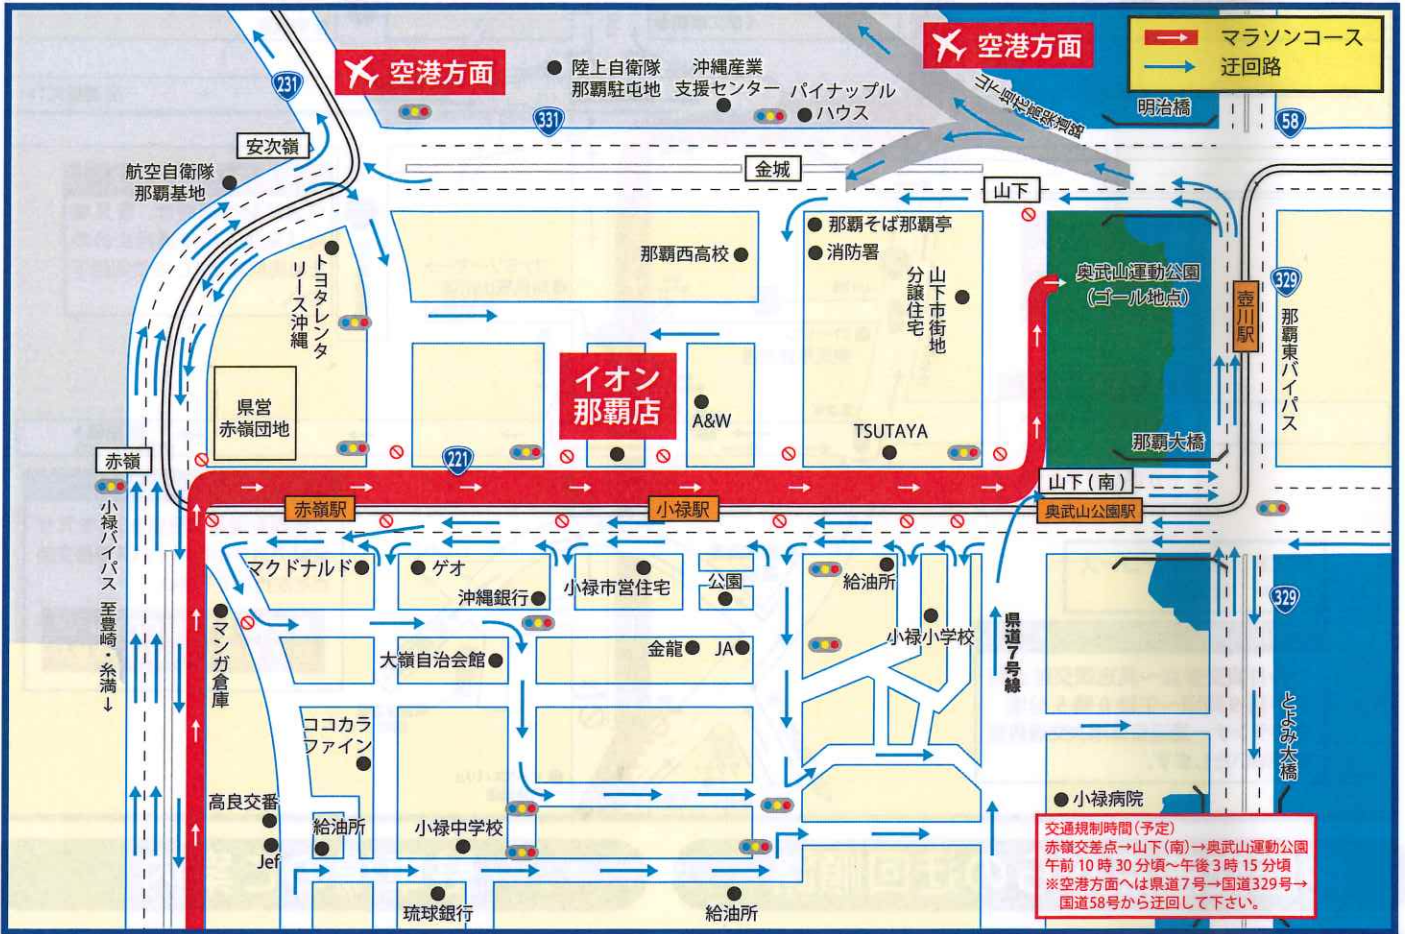 空港方面
空港方面
マラソンコース
迂回路
231
331
58
陸上自衛隊
那覇駐屯地
沖縄産業
支援センター
パイナップル
ハウス
山下垣花高架道路
明治橋
安次嶺
航空自衛隊
那覇基地
金城
山下
那覇そば那覇亭
消防署
那覇西高校
山下市街地
分譲住宅
奥武山運動公園
(ゴール地点)
壺川駅
329
那覇東バイパス
トヨタレンタ
リース沖縄
県営
赤嶺団地
イオン
那覇店
A&W
TSUTAYA
那覇大橋
赤嶺
221
山下(南)
赤嶺駅
小禄駅
奥武山公園駅
小禄バイパス 至豊崎・糸満↓
マクドナルド
ゲオ
沖縄銀行
小禄市営住宅
公園
給油所
329
マンガ倉庫
大嶺自治会館
金龍
JA
小禄小学校
県道7号線
ココカラ
ファイン
とよみ大橋
高良交番
Jef
給油所
小禄中学校
小禄病院
琉球銀行
給油所
交通規制時間(予定)
赤嶺交差点→山下(南)→奥武山運動公園
午前10時30分頃～午後3時15分頃
※空港方面へは県道7号→国道329号→
国道58号から迂回して下さい。